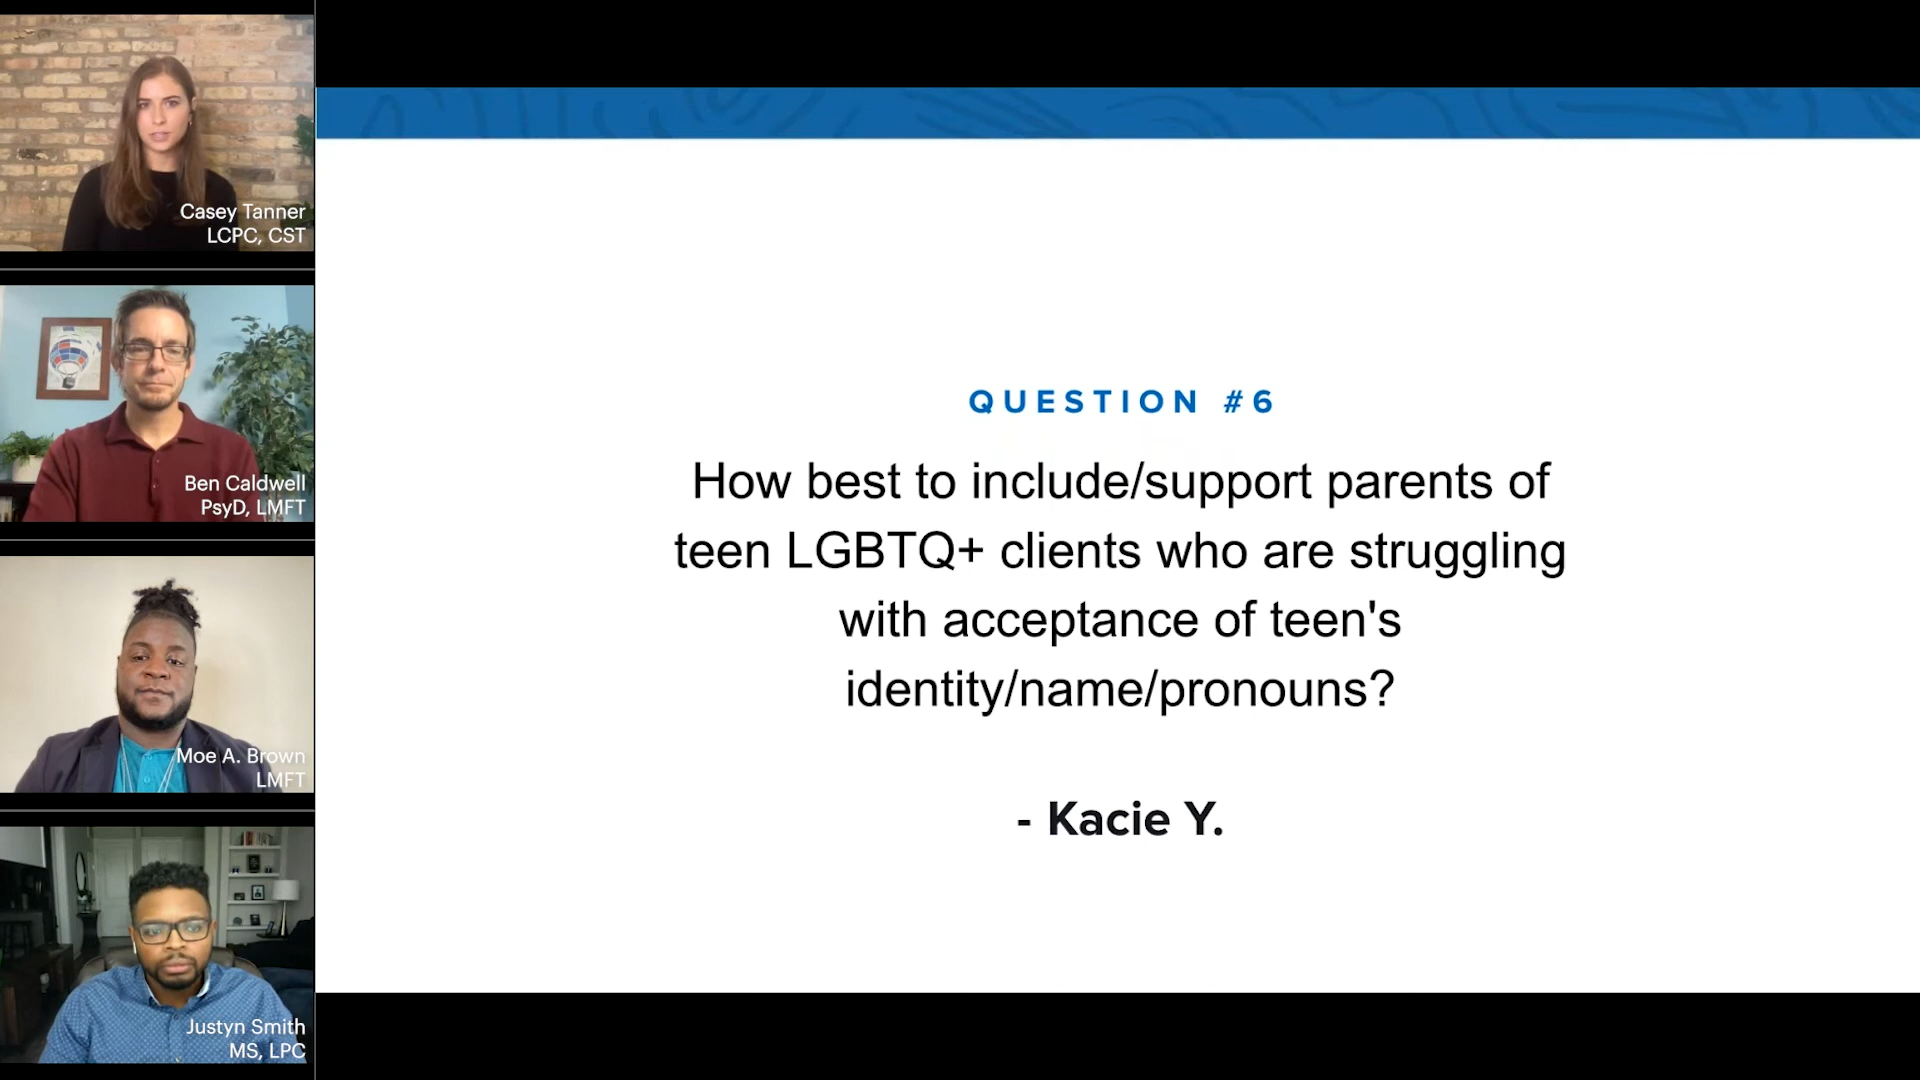 Casey Tanner
LCPC, CST
Ben Caldwell
PsyD, LMFT
Moe A. Brown
LMFT
Justyn Smith
MS, LPC
QUESTION #6
How best to include/support parents of
teen LGBTQ+ clients who are struggling
with acceptance of teen's
identity/name/pronouns?
- Kacie Y.